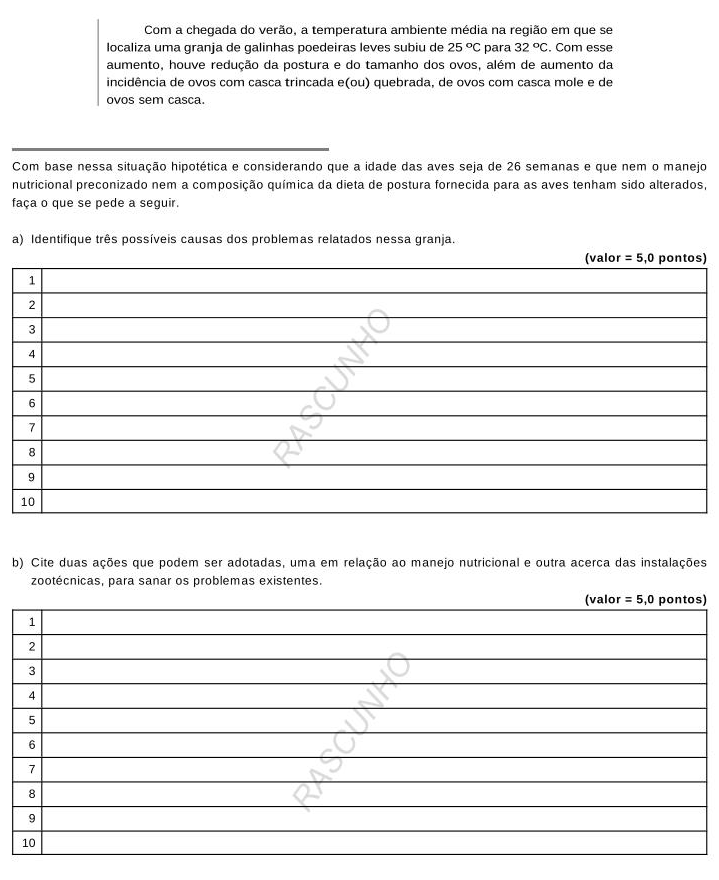 Com a chegada do verão, a temperatura ambiente média na região em que se
localiza uma granja de galinhas poedeiras leves subiu de 25 ºC para 32 ºC. Com esse
aumento, houve redução da postura e do tamanho dos ovos, além de aumento da
incidência de ovos com casca trincada e(ou) quebrada, de ovos com casca mole e de
ovos sem casca.
Com base nessa situação hipotética e considerando que a idade das aves seja de 26 semanas e que nem o manejo
nutricional preconizado nem a composição química da dieta de postura fornecida para as aves tenham sido alterados,
faça o que se pede a seguir.
a) Identifique três possíveis causas dos problemas relatados nessa granja.
(valor = 5,0 pontos)
1
2
3
4
5
6
7
8
9
10
RASCUNHO
b) Cite duas ações que podem ser adotadas, uma em relação ao manejo nutricional e outra acerca das instalações
zootécnicas, para sanar os problemas existentes.
(valor = 5,0 pontos)
1
2
3
4
5
6
7
8
9
10
RASCUNHO